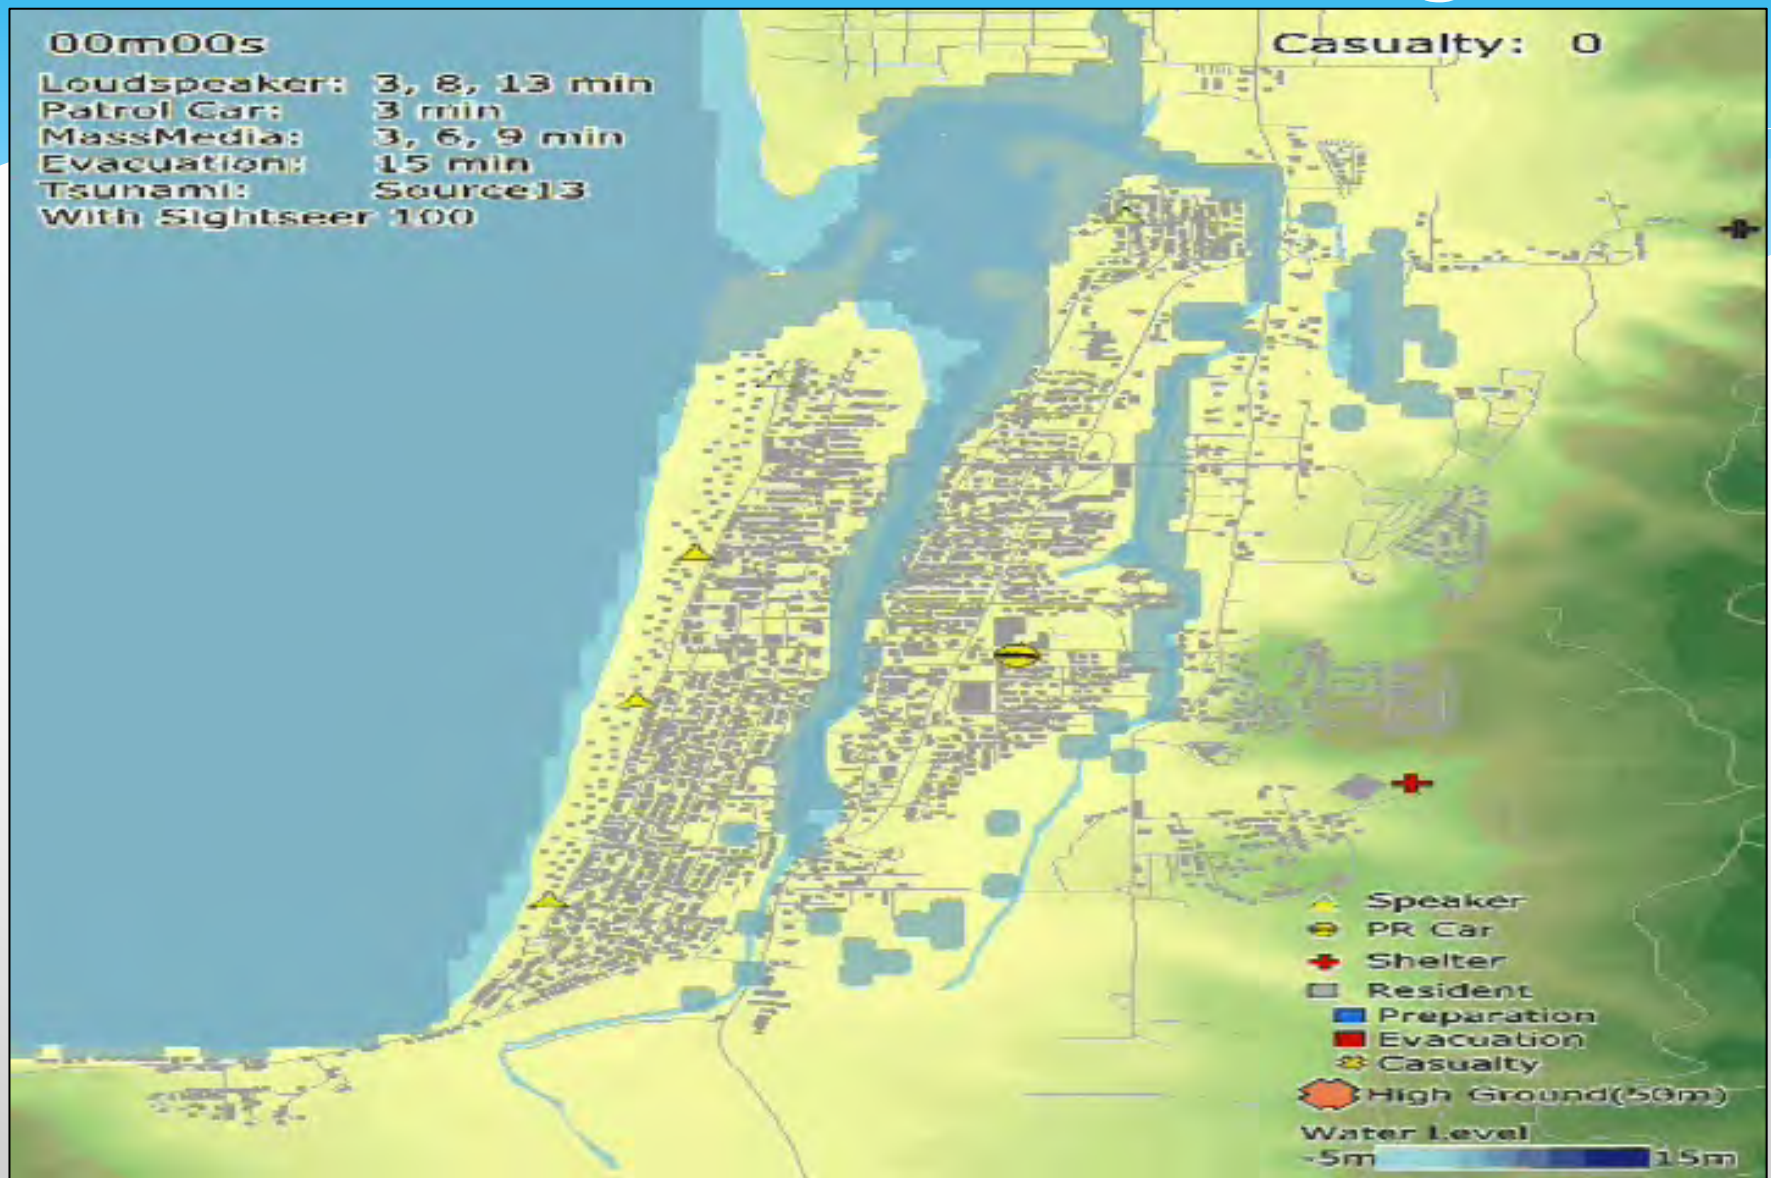 00m00s
Casualty: 0
Loudspeaker: 3, 8, 13 min
Patrol Car: 3 min
MassMedia: 3, 6, 9 min
Evacuation: 15 min
Tsunami: Source13
With Sightseer 100
Speaker
PR Car
Shelter
Resident
Preparation
Evacuation
Casualty
High Ground(50m)
Water Level
-5m 15m